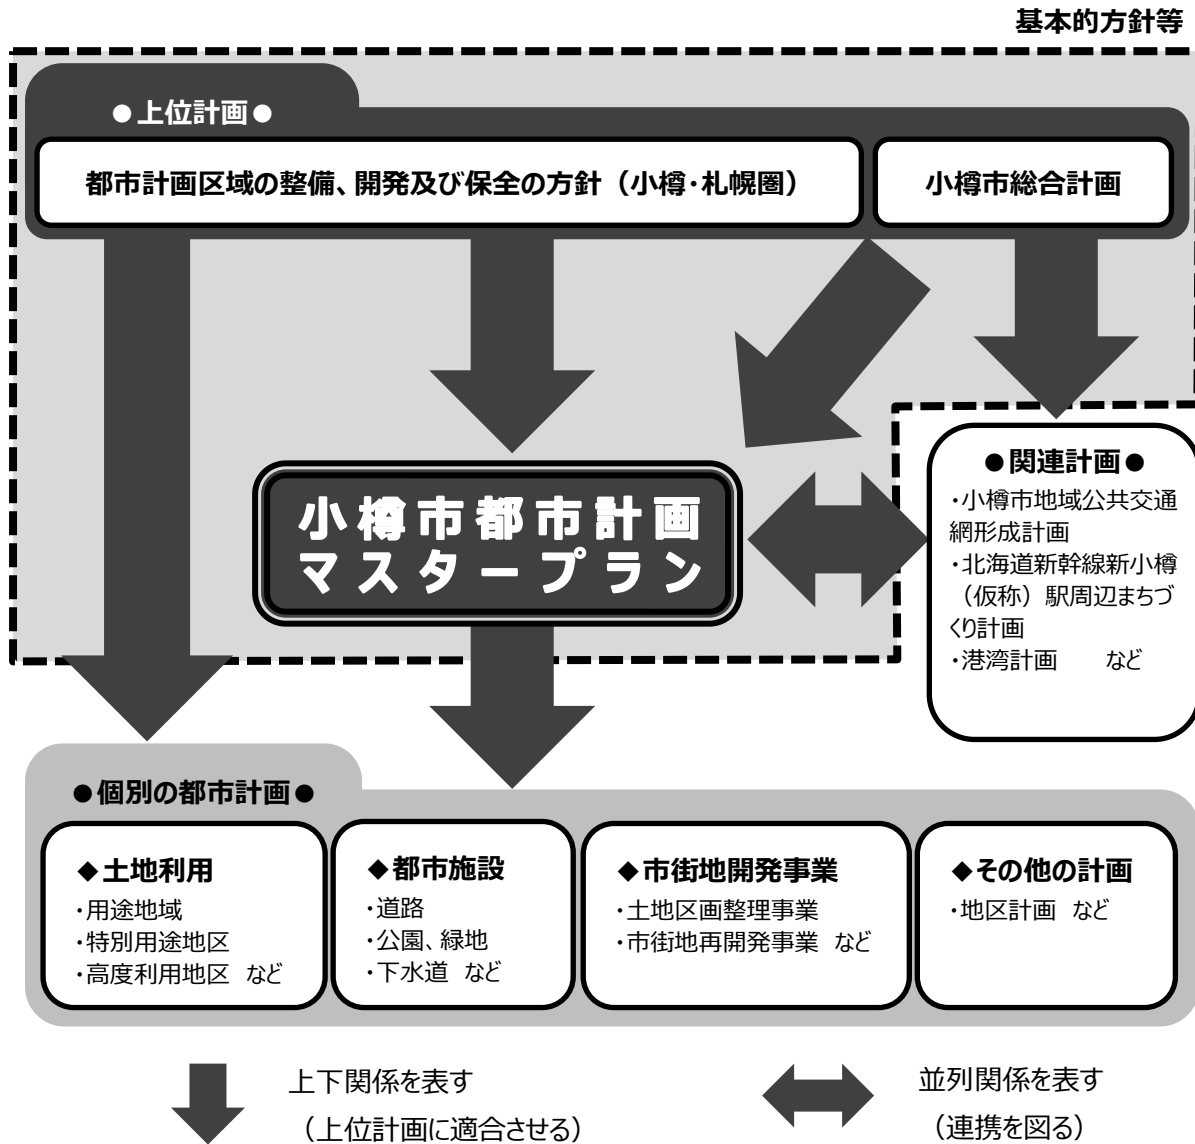 基本的方針等
●上位計画●
都市計画区域の整備、開発及び保全の方針（小樽・札幌圏）
小樽市総合計画
小樽市都市計画
マスタープラン
●関連計画●
・小樽市地域公共交通
網形成計画
・北海道新幹線新小樽
（仮称）駅周辺まちづ
くり計画
・港湾計画　　など
●個別の都市計画●
◆土地利用
・用途地域
・特別用途地区
・高度利用地区　など
◆都市施設
・道路
・公園、緑地
・下水道　など
◆市街地開発事業
・土地区画整理事業
・市街地再開発事業　など
◆その他の計画
・地区計画　など
上下関係を表す
（上位計画に適合させる）
並列関係を表す
（連携を図る）